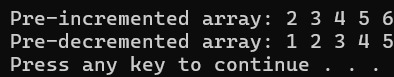 Pre-incremented array: 2 3 4 5 6
Pre-decremented array: 1 2 3 4 5
Press any key to continue . . .